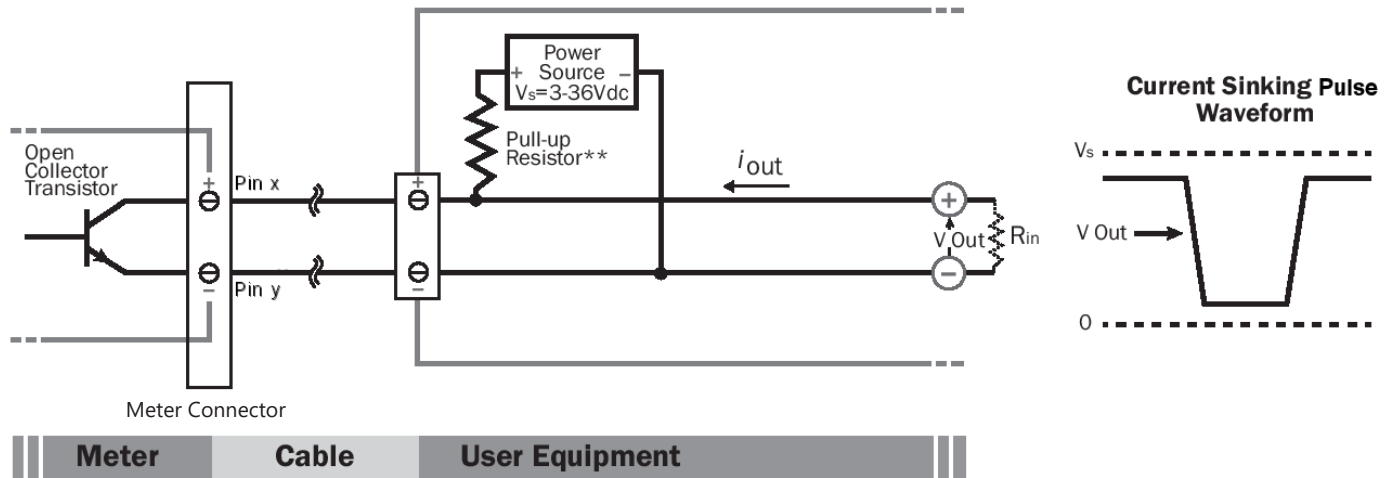 Power
+ Source −
Vs=3-36Vdc
Pull-up
Resistor**
Open
Collector
Transistor
+
Pin x
−
Pin y
+
−
iout
+
V Out
−
Rin
Meter Connector
Meter
Cable
User Equipment
Current Sinking Pulse
Waveform
Vs
V Out
0